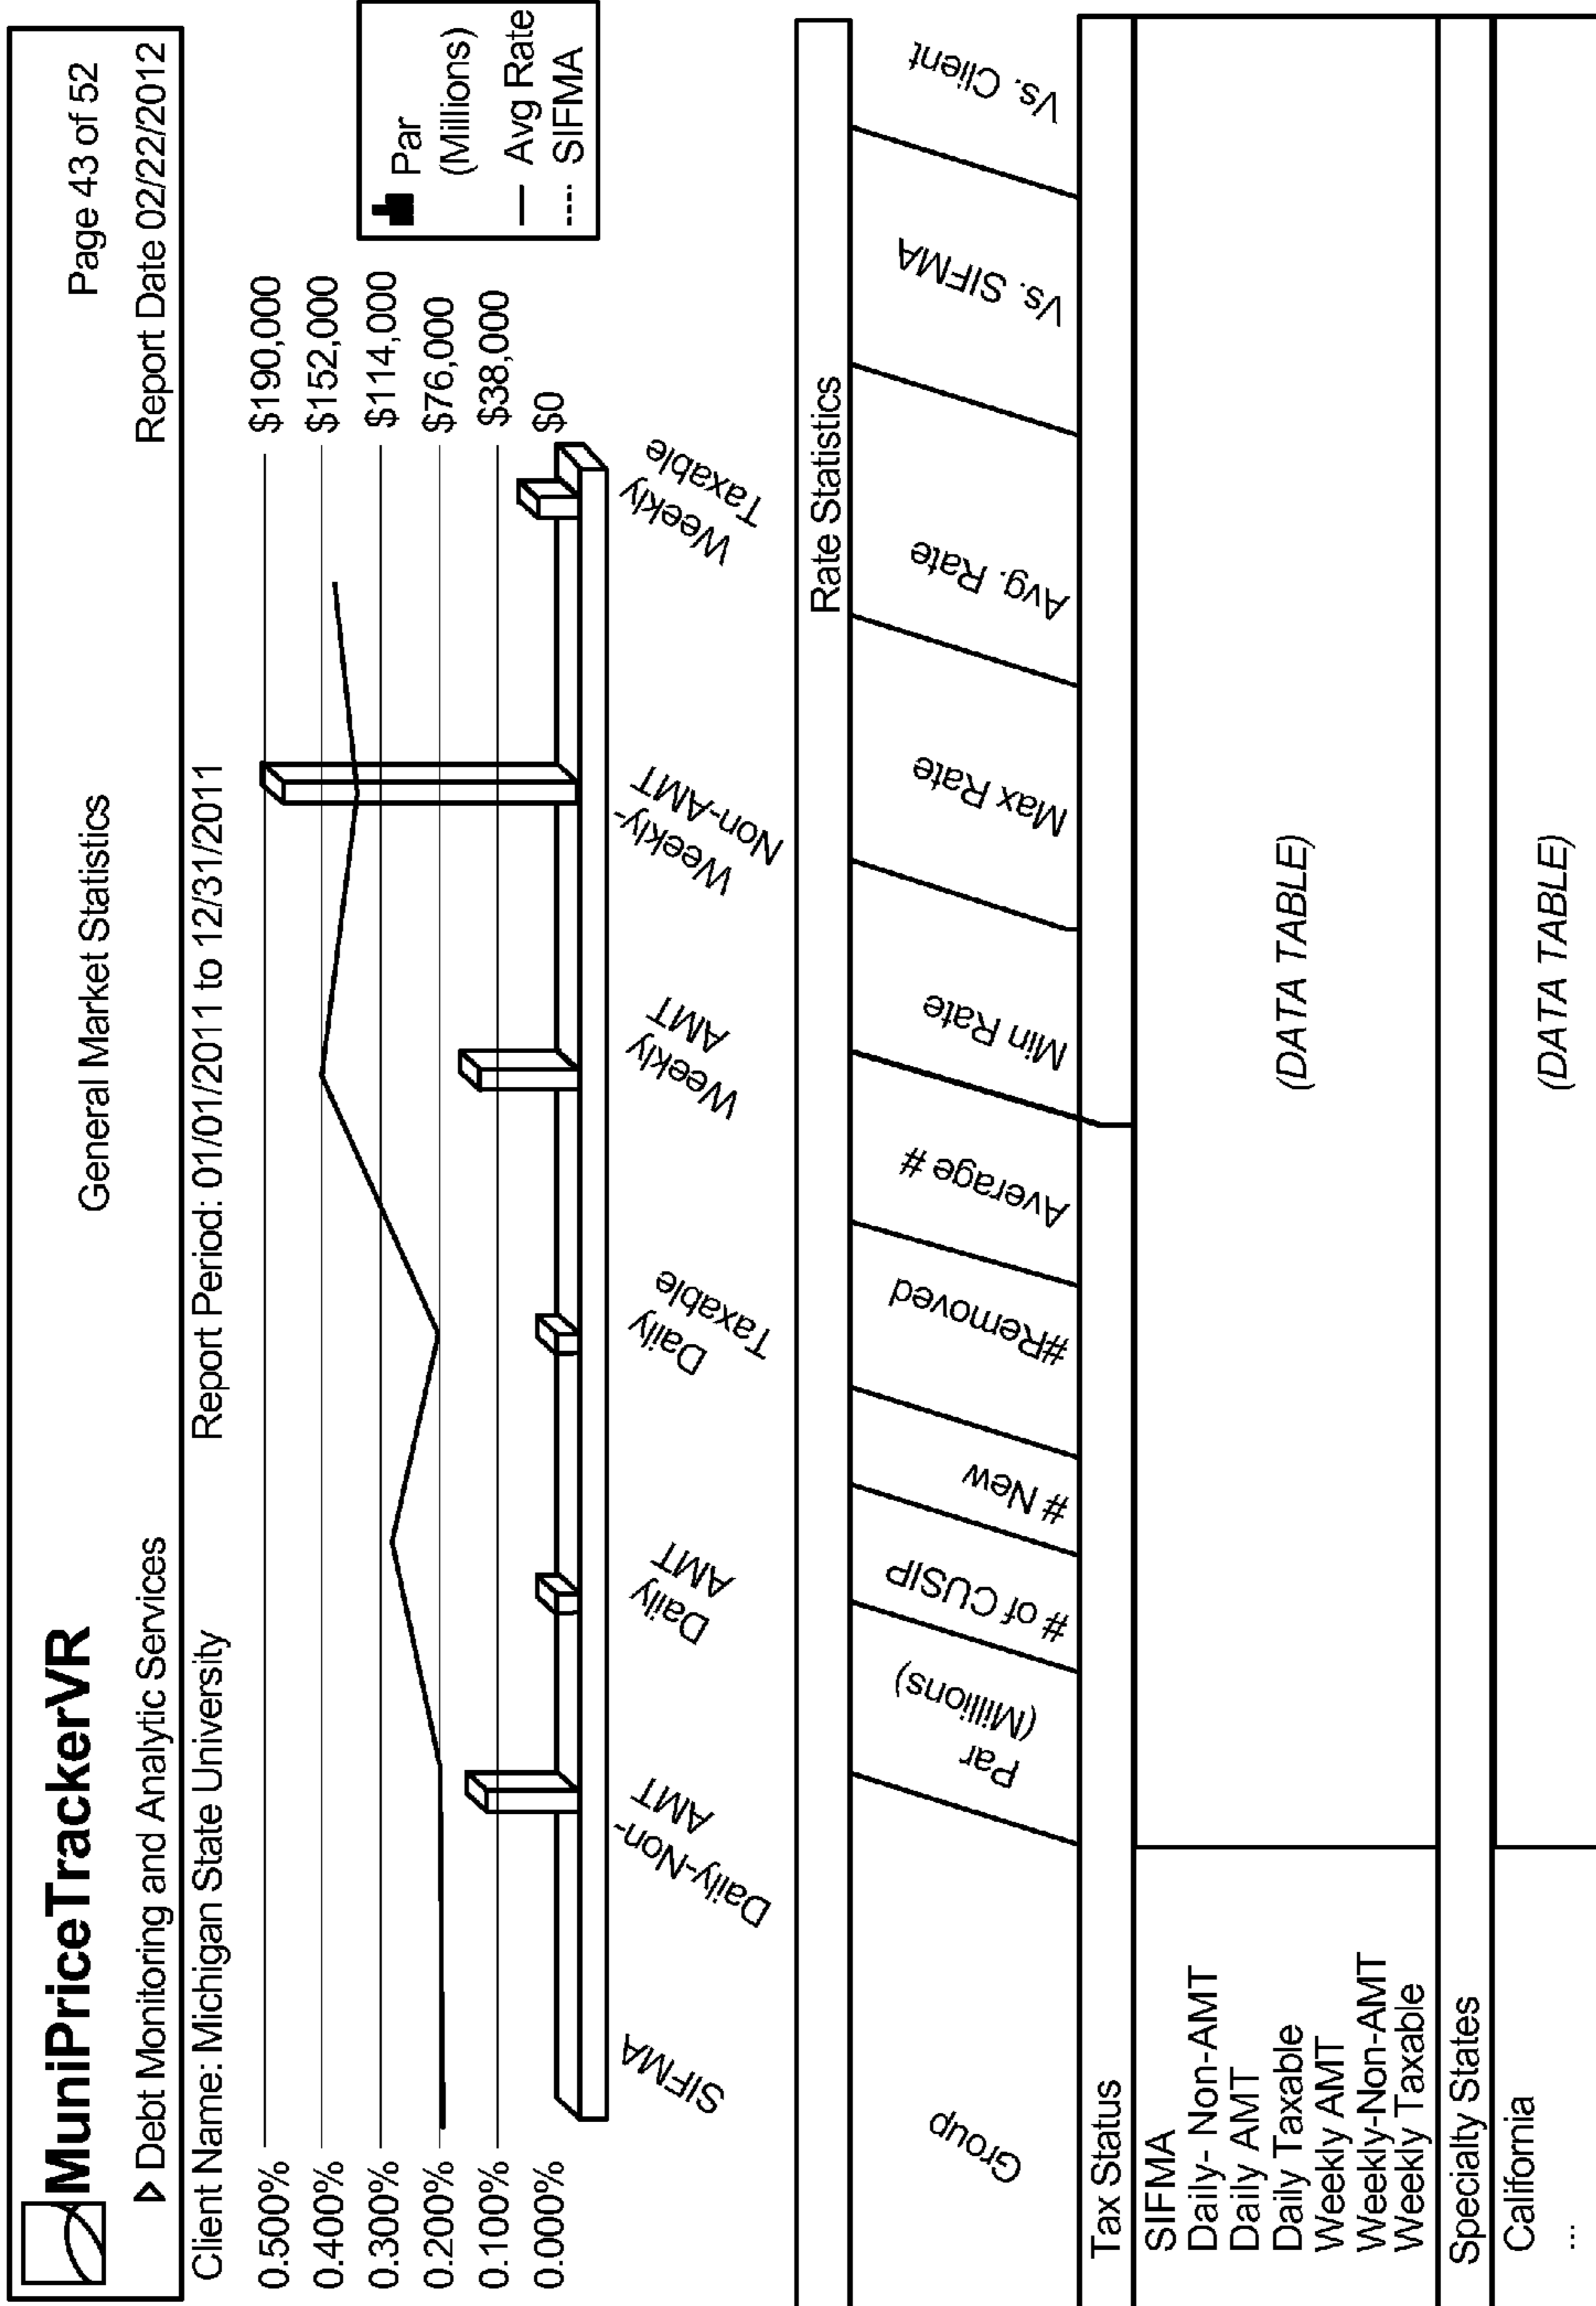 MuniPriceTrackerVR
General Market Statistics
Page 43 of 52
▶ Debt Monitoring and Analytic Services
Report Date 02/22/2012
Client Name: Michigan State University
Report Period: 01/01/2011 to 12/31/2011
0.500%
0.400%
0.300%
0.200%
0.100%
0.000%
$190,000
$152,000
$114,000
$76,000
$38,000
$0
Par
(Millions)
Avg Rate
SIFMA
SIFMA
Daily-Non-
AMT
Daily
AMT
Daily
Taxable
Weekly
AMT
Weekly-
Non-AMT
Weekly
Taxable
Rate Statistics
Group
Par
(Millions)
# of CUSIP
# New
#Removed
Average #
Min Rate
Max Rate
Avg. Rate
Vs. SIFMA
Vs. Client
Tax Status
SIFMA
Daily- Non-AMT
Daily AMT
Daily Taxable
Weekly AMT
Weekly-Non-AMT
Weekly Taxable
(DATA TABLE)
Specialty States
California
...
(DATA TABLE)